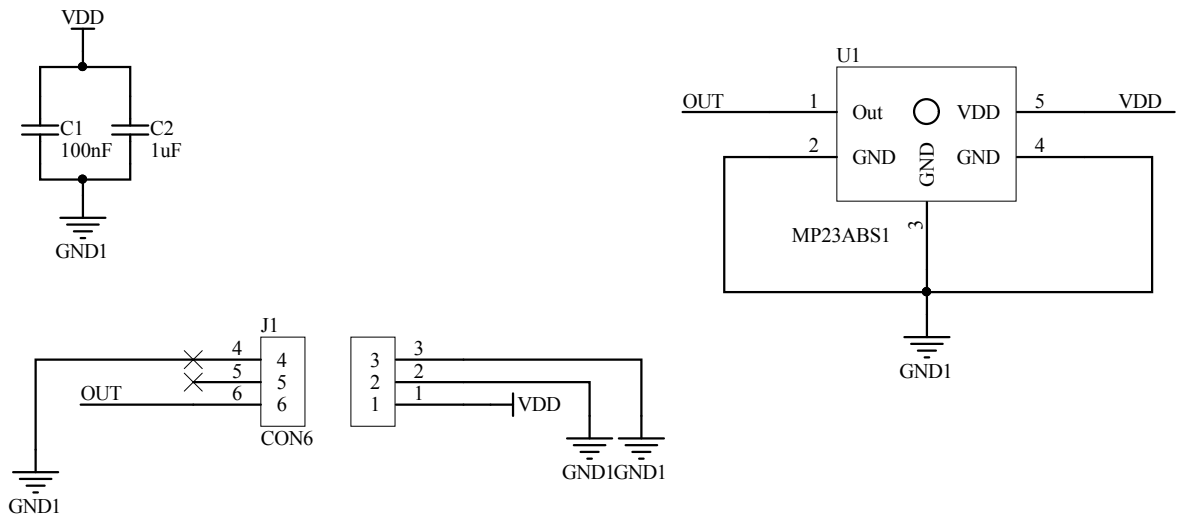 VDD
C1
100nF
C2
1uF
GND1
U1
OUT
1
Out
VDD
5
VDD
2
GND
GND
GND
4
MP23ABS1
3
GND1
J1
4
4
5
5
OUT
6
6
CON6
3
3
2
2
1
1
VDD
GND1
GND1
GND1